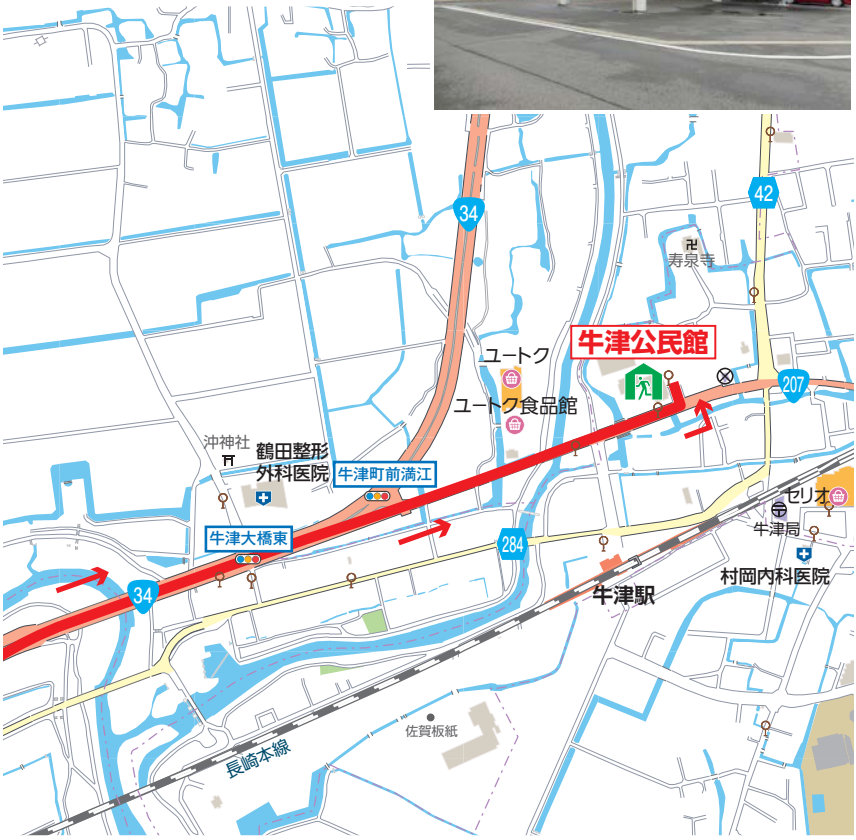 34
42
卍
寿泉寺
牛津公民館
ユートク
207
ユートク食品館
沖神社
鶴田整形
外科医院
牛津町前満江
セリオ
牛津局
牛津大橋東
284
村岡内科医院
34
牛津駅
佐賀板紙
長崎本線